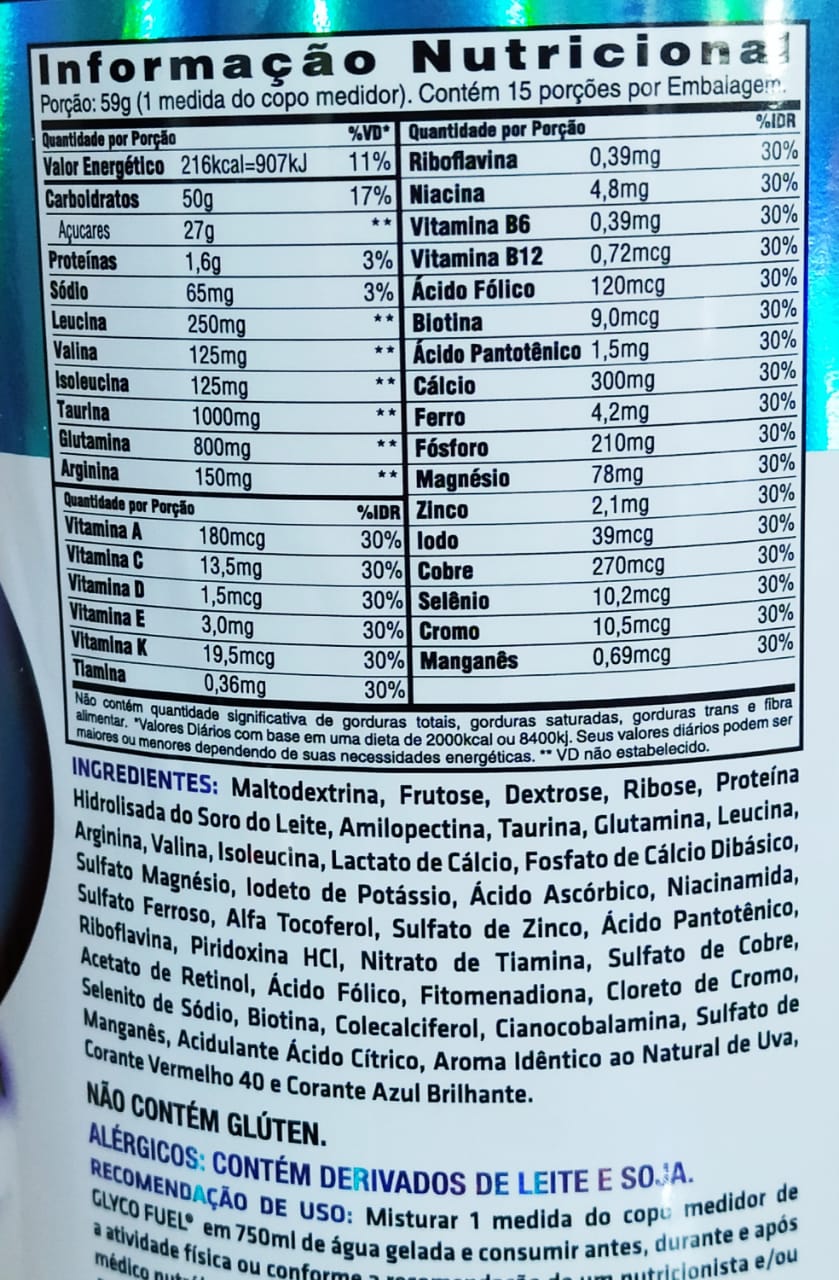 Informação Nutricional
Porção: 59g (1 medida do copo medidor). Contém 15 porções por Embalagem.
Quantidade por Porção %VD*
Valor Energético 216kcal=907kJ 11%
Carboidratos 50g 17%
Açucares 27g **
Proteínas 1,6g 3%
Sódio 65mg 3%
Leucina 250mg **
Valina 125mg **
Isoleucina 125mg **
Taurina 1000mg **
Glutamina 800mg **
Arginina 150mg **
Quantidade por Porção %IDR
Vitamina A 180mcg 30%
Vitamina C 13,5mg 30%
Vitamina D 1,5mcg 30%
Vitamina E 3,0mg 30%
Vitamina K 19,5mcg 30%
Tiamina 0,36mg 30%
Quantidade por Porção %IDR
Riboflavina 0,39mg 30%
Niacina 4,8mg 30%
Vitamina B6 0,39mg 30%
Vitamina B12 0,72mcg 30%
Ácido Fólico 120mcg 30%
Biotina 9,0mcg 30%
Ácido Pantotênico 1,5mg 30%
Cálcio 300mg 30%
Ferro 4,2mg 30%
Fósforo 210mg 30%
Magnésio 78mg 30%
Zinco 2,1mg 30%
Iodo 39mcg 30%
Cobre 270mcg 30%
Selênio 10,2mcg 30%
Cromo 10,5mcg 30%
Manganês 0,69mcg 30%
Não contém quantidade significativa de gorduras totais, gorduras saturadas, gorduras trans e fibra
alimentar. *Valores Diários com base em uma dieta de 2000kcal ou 8400kj. Seus valores diários podem ser
maiores ou menores dependendo de suas necessidades energéticas. ** VD não estabelecido.
INGREDIENTES: Maltodextrina, Frutose, Dextrose, Ribose, Proteína
Hidrolisada do Soro do Leite, Amilopectina, Taurina, Glutamina, Leucina,
Arginina, Valina, Isoleucina, Lactato de Cálcio, Fosfato de Cálcio Dibásico,
Sulfato Magnésio, Iodeto de Potássio, Ácido Ascórbico, Niacinamida,
Sulfato Ferroso, Alfa Tocoferol, Sulfato de Zinco, Ácido Pantotênico,
Riboflavina, Piridoxina HCI, Nitrato de Tiamina, Sulfato de Cobre,
Acetato de Retinol, Ácido Fólico, Fitomenadiona, Cloreto de Cromo,
Selenito de Sódio, Biotina, Colecalciferol, Cianocobalamina, Sulfato de
Manganês, Acidulante Ácido Cítrico, Aroma Idêntico ao Natural de Uva,
Corante Vermelho 40 e Corante Azul Brilhante.
NÃO CONTÉM GLÚTEN.
ALÉRGICOS: CONTÉM DERIVADOS DE LEITE E SOJA.
RECOMENDAÇÃO DE USO: Misturar 1 medida do copo medidor de
GLYCO FUEL® em 750ml de água gelada e consumir antes, durante e após
a atividade física ou conforme a de um nutricionista e/ou
médico